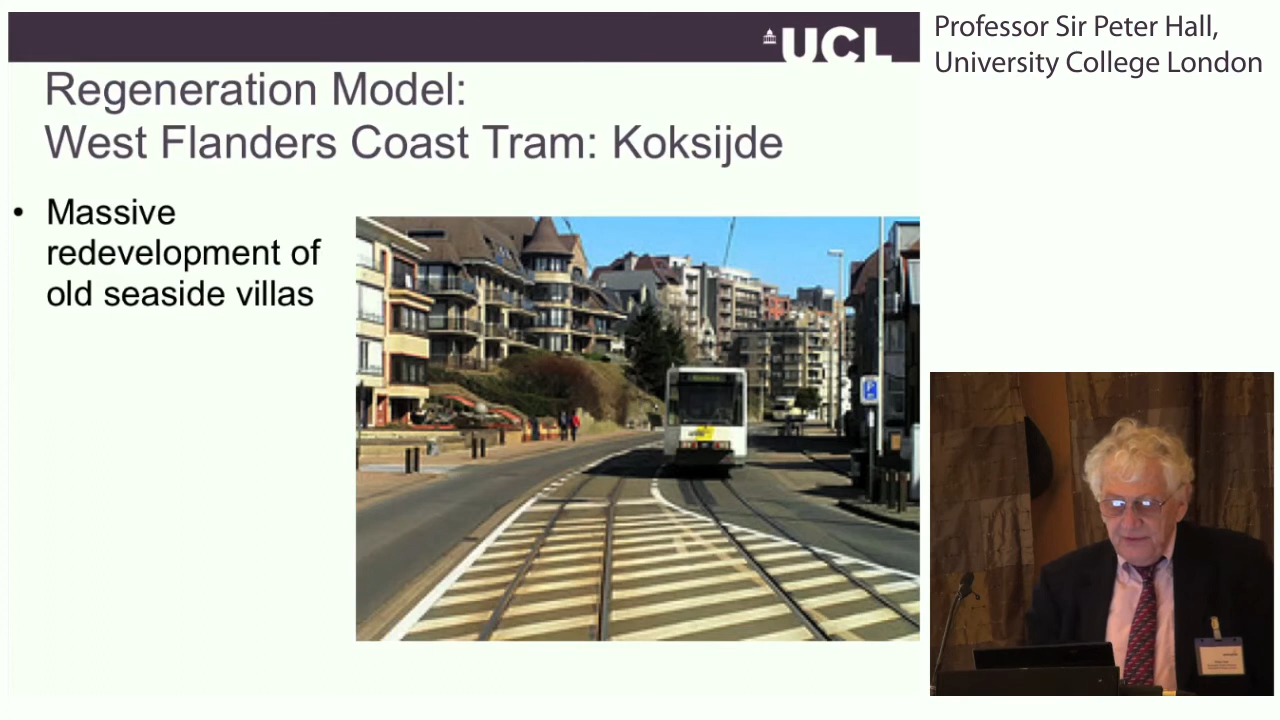 UCL
Professor Sir Peter Hall,
University College London
Regeneration Model:
West Flanders Coast Tram: Koksijde
• Massive
redevelopment of
old seaside villas